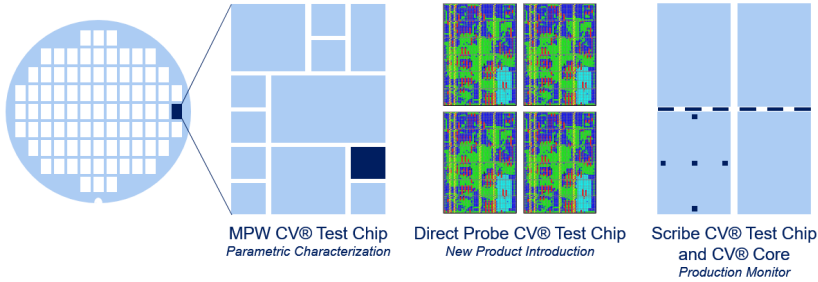 MPW CV® Test Chip
Parametric Characterization
Direct Probe CV® Test Chip
New Product Introduction
Scribe CV® Test Chip
and CV® Core
Production Monitor